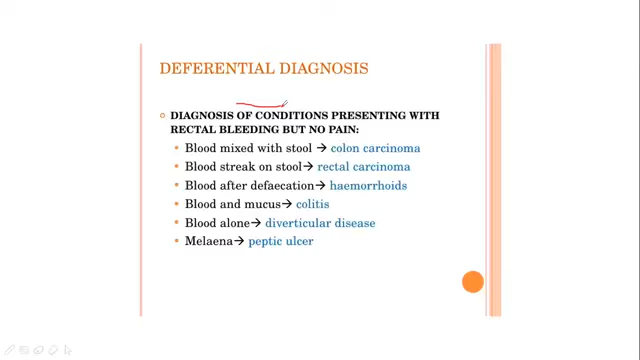 DEFERENTIAL DIAGNOSIS
DIAGNOSIS OF CONDITIONS PRESENTING WITH
RECTAL BLEEDING BUT NO PAIN:
Blood mixed with stool → colon carcinoma
Blood streak on stool→ rectal carcinoma
Blood after defaecation→ haemorrhoids
Blood and mucus→ colitis
Blood alone→ diverticular disease
Melaena→ peptic ulcer